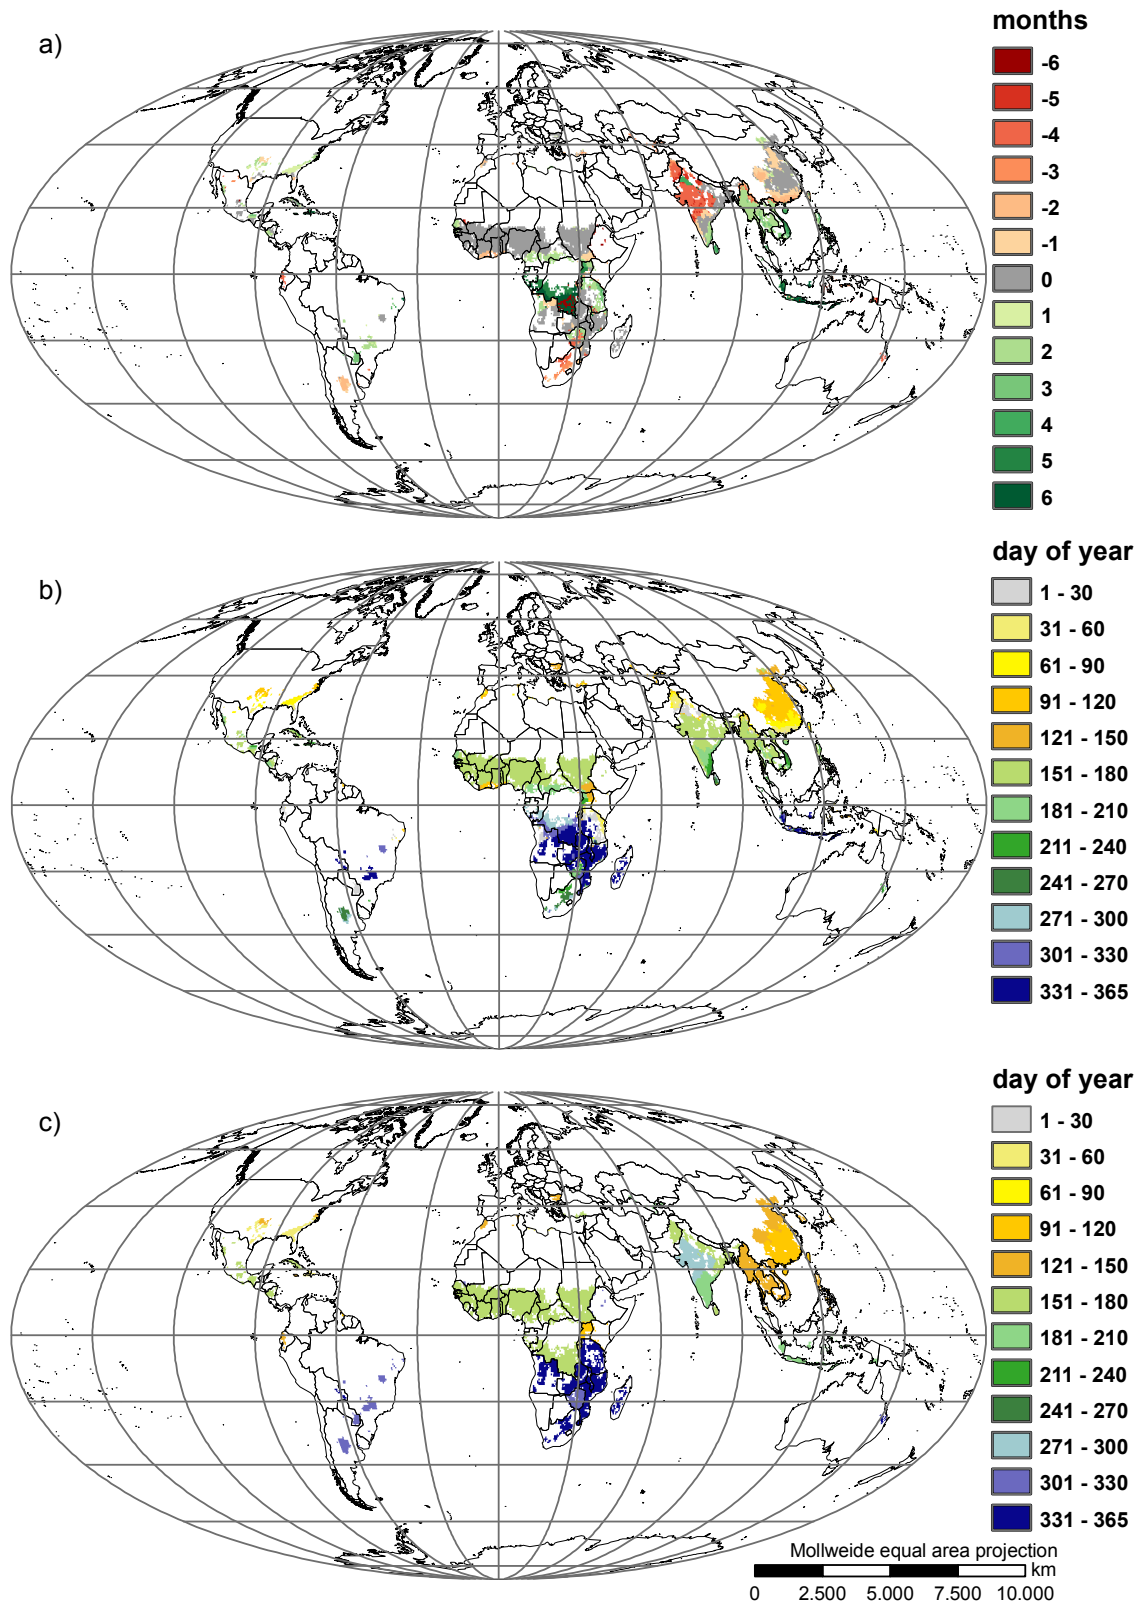 a)
months
-6
-5
-4
-3
-2
-1
0
1
2
3
4
5
6
b)
day of year
1 - 30
31 - 60
61 - 90
91 - 120
121 - 150
151 - 180
181 - 210
211 - 240
241 - 270
271 - 300
301 - 330
331 - 365
c)
day of year
1 - 30
31 - 60
61 - 90
91 - 120
121 - 150
151 - 180
181 - 210
211 - 240
241 - 270
271 - 300
301 - 330
331 - 365
Mollweide equal area projection
km
0 2.500 5.000 7.500 10.000